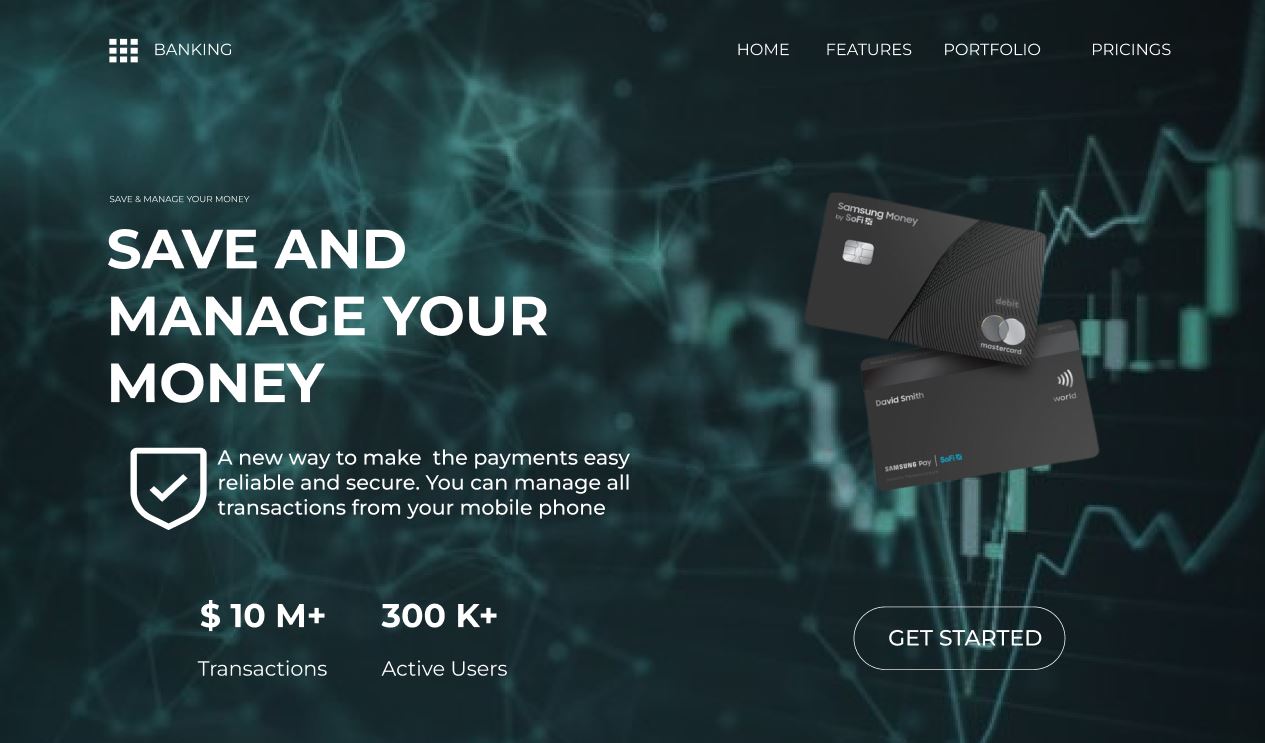 BANKING
HOME FEATURES PORTFOLIO PRICINGS
SAVE & MANAGE YOUR MONEY
SAVE AND
MANAGE YOUR
MONEY
A new way to make  the payments easy
reliable and secure. You can manage all
transactions from your mobile phone
$ 10 M+ 300 K+
Transactions Active Users
Samsung Money
by SoFi
debit
mastercard
David Smith
world
SAMSUNG Pay | SoFi
GET STARTED